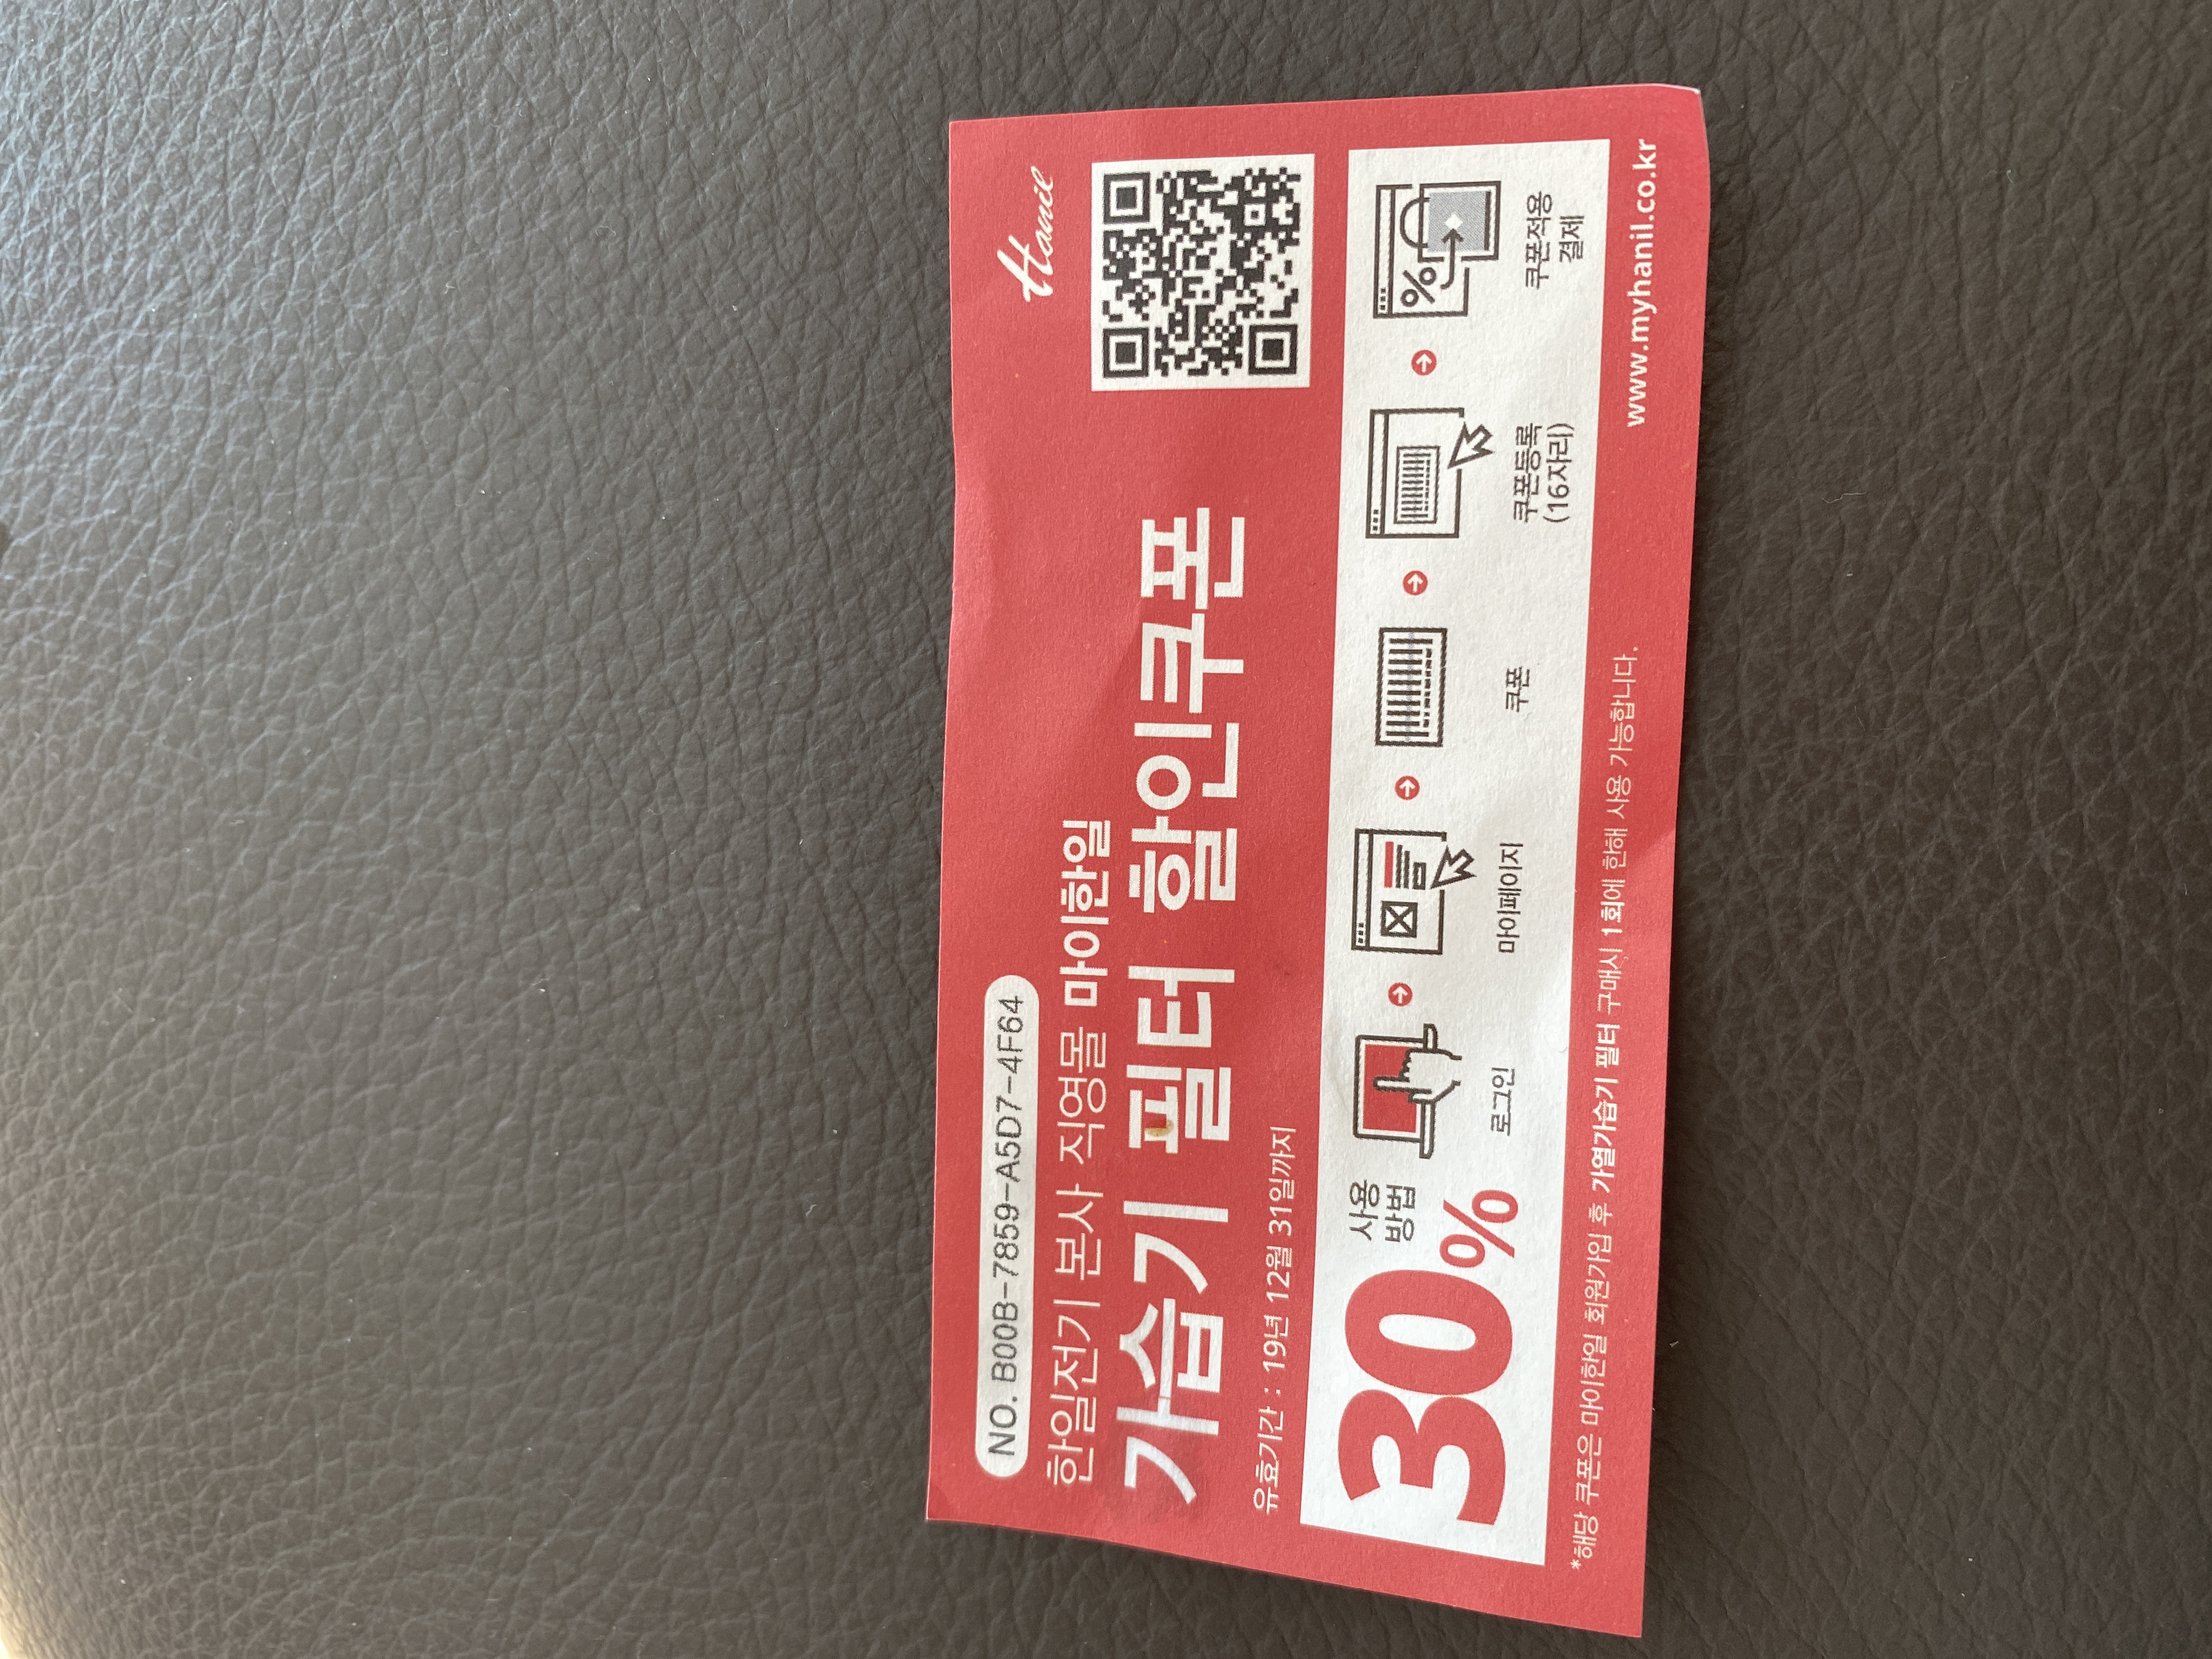 NO. B00B-7859-A5D7-4F64
Hanil
한일전기 본사 직영몰 마이한일
가습기 필터 할인쿠폰
유효기간 : 19년 12월 31일까지
30%
사용
방법
로그인
마이페이지
쿠폰
쿠폰등록
(16자리)
쿠폰적용
결제
*해당 쿠폰은 마이한일 회원가입 후 가열가습기 필터 구매시 1회에 한해 사용 가능합니다.
www.myhanil.co.kr